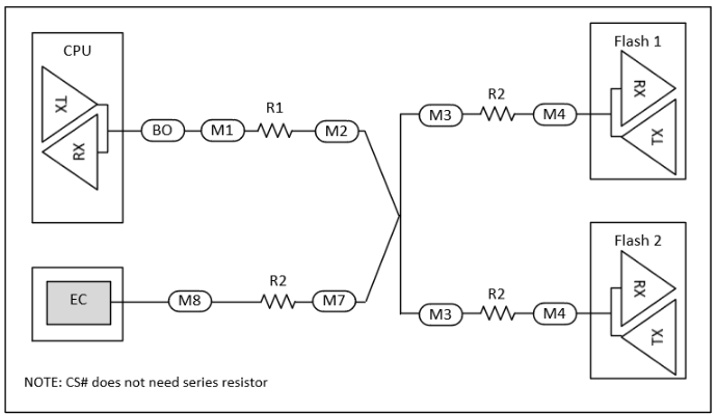 CPU
TX
RX
BO
M1
R1
M2
EC
M8
R2
M7
M3
R2
M4
Flash 1
RX
TX
M3
R2
M4
Flash 2
RX
TX
NOTE: CS# does not need series resistor